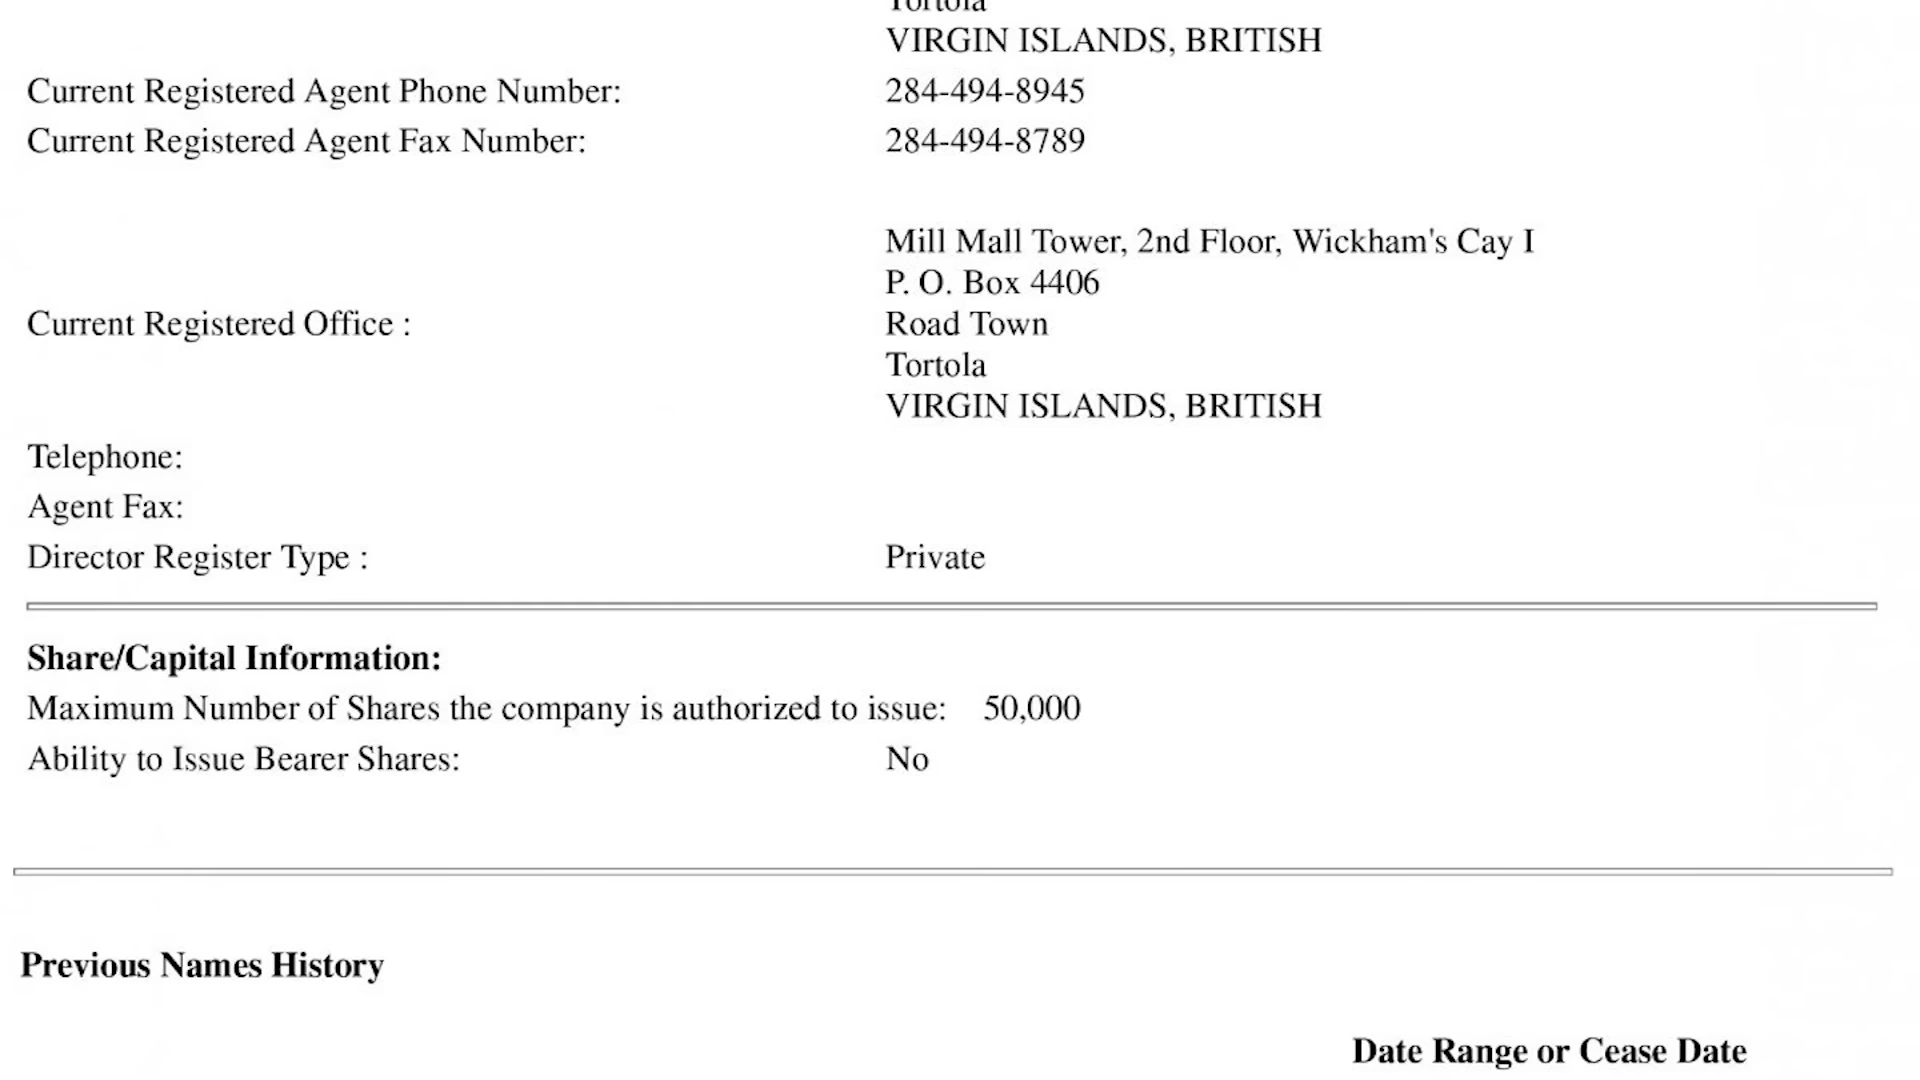 Tortola
VIRGIN ISLANDS, BRITISH
Current Registered Agent Phone Number: 284-494-8945
Current Registered Agent Fax Number: 284-494-8789
Mill Mall Tower, 2nd Floor, Wickham's Cay I
P. O. Box 4406
Current Registered Office : Road Town
Tortola
VIRGIN ISLANDS, BRITISH
Telephone:
Agent Fax:
Director Register Type : Private
Share/Capital Information:
Maximum Number of Shares the company is authorized to issue: 50,000
Ability to Issue Bearer Shares: No
Previous Names History
Date Range or Cease Date